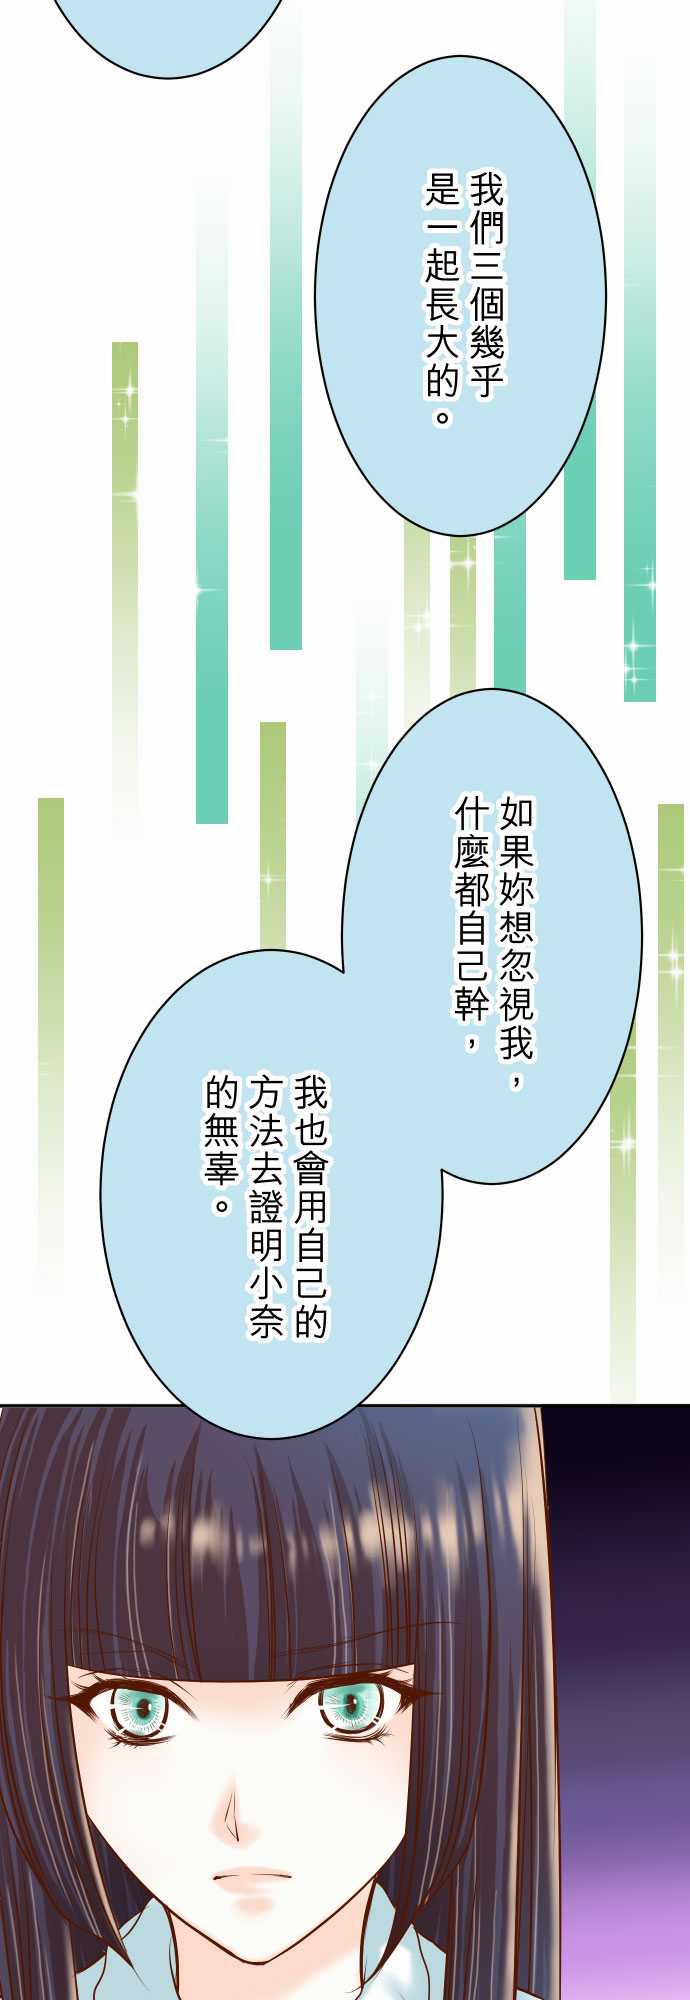 我們三個幾乎
是一起長大的。
如果妳想忽視我，
什麼都自己幹，
我也會用自己的
方法去證明小奈
的無辜。